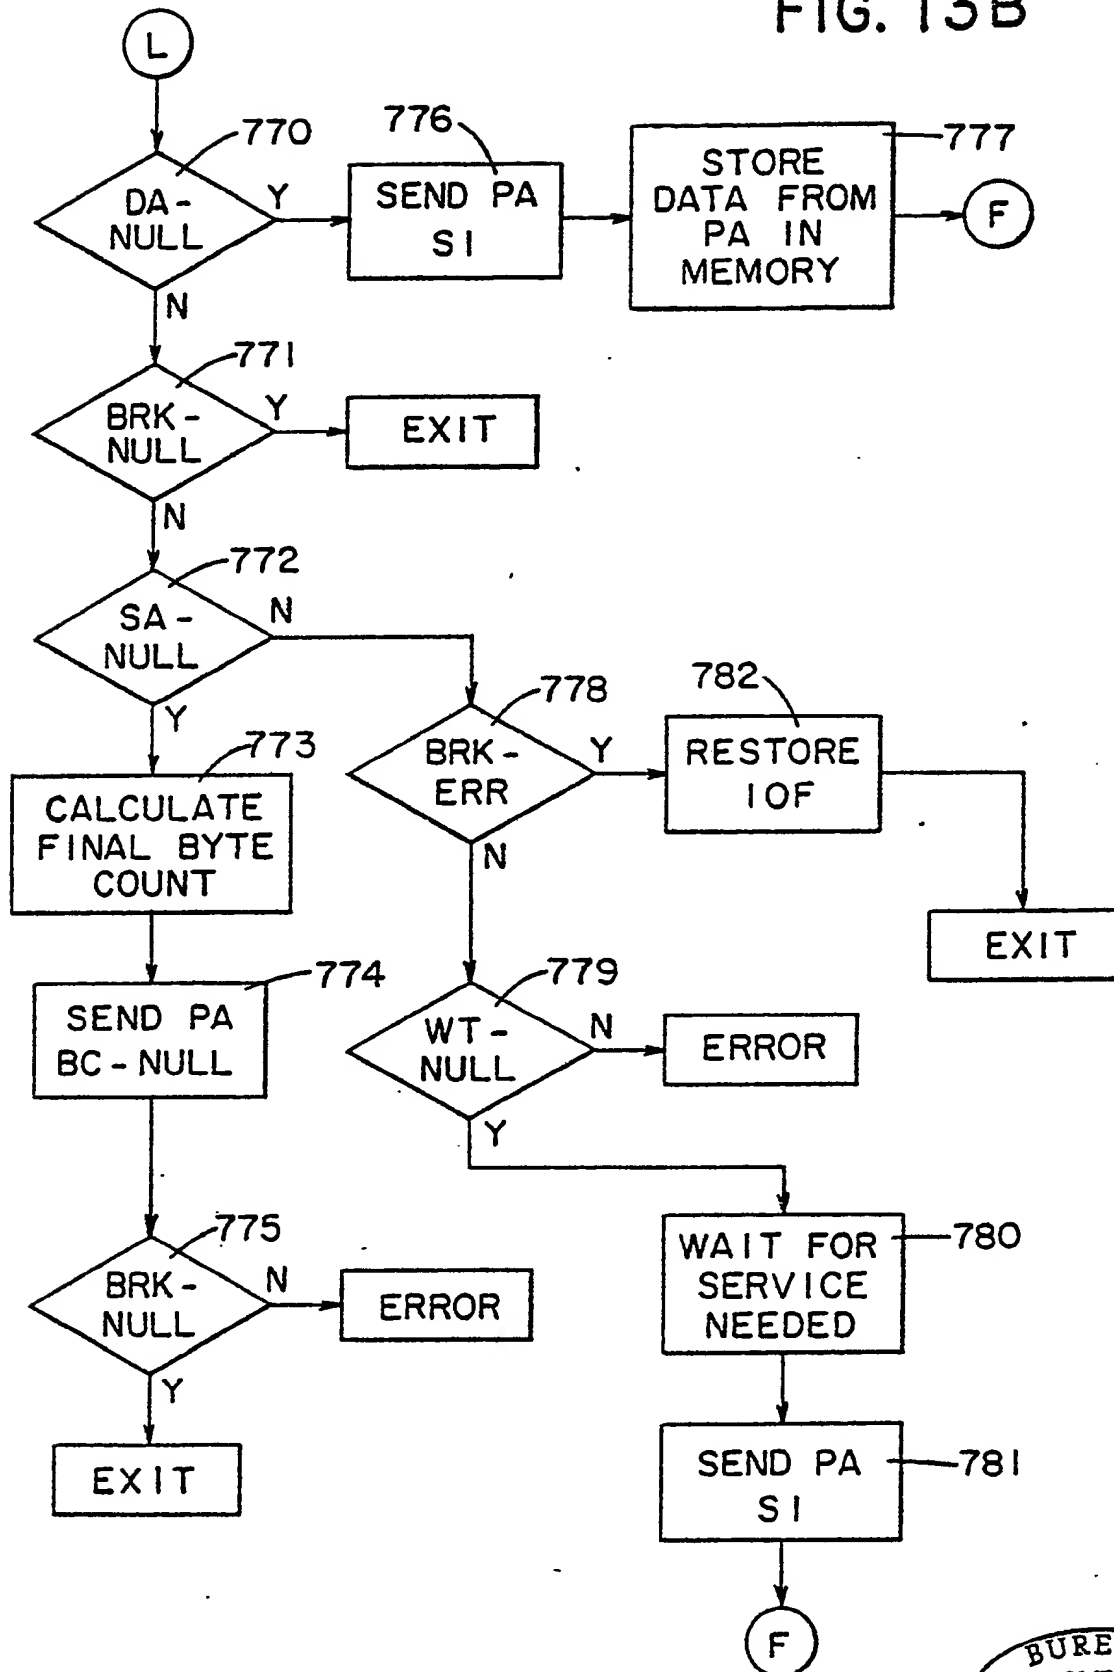 FIG. 13B
L
770
DA-
NULL
Y
N
776
SEND PA
SI
777
STORE
DATA FROM
PA IN
MEMORY
F
771
BRK-
NULL
Y
N
EXIT
772
SA-
NULL
N
Y
773
CALCULATE
FINAL BYTE
COUNT
774
SEND PA
BC-NULL
775
BRK-
NULL
N
Y
ERROR
EXIT
778
BRK-
ERR
Y
N
782
RESTORE
IOF
EXIT
779
WT-
NULL
N
Y
ERROR
780
WAIT FOR
SERVICE
NEEDED
781
SEND PA
SI
F
BURE